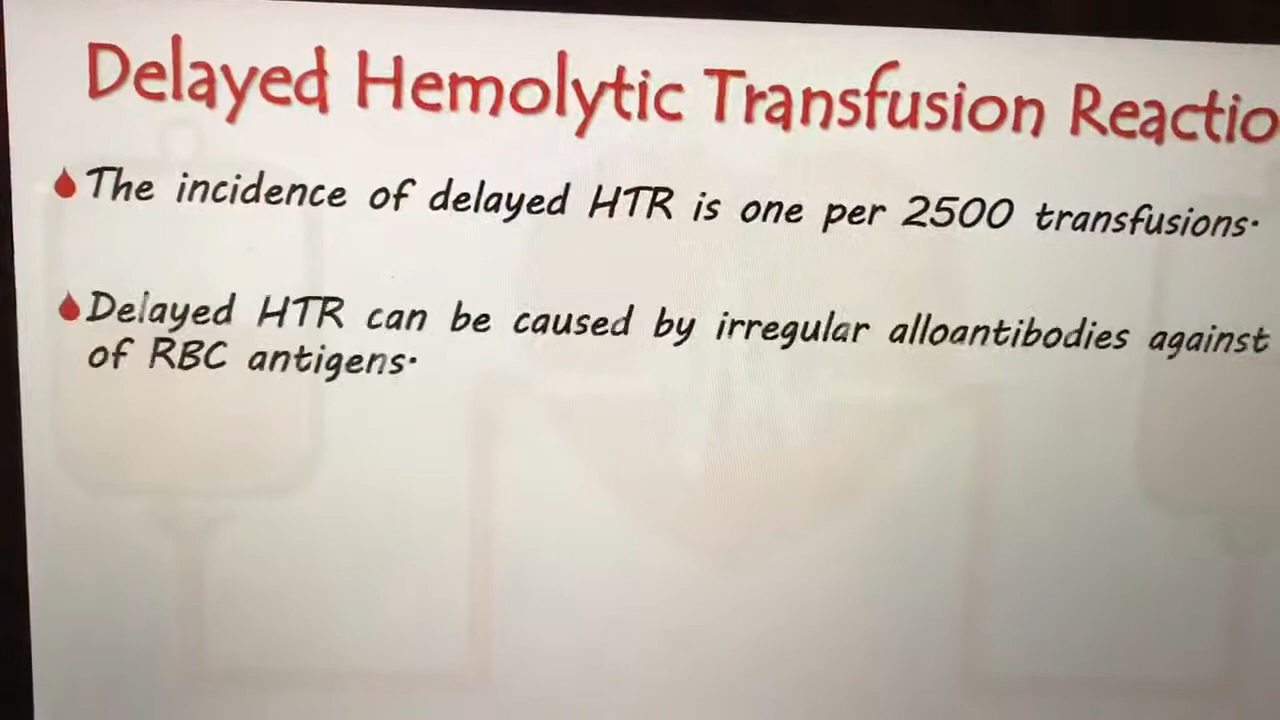 Delayed Hemolytic Transfusion Reactio
The incidence of delayed HTR is one per 2500 transfusions.
Delayed HTR can be caused by irregular alloantibodies against
of RBC antigens.